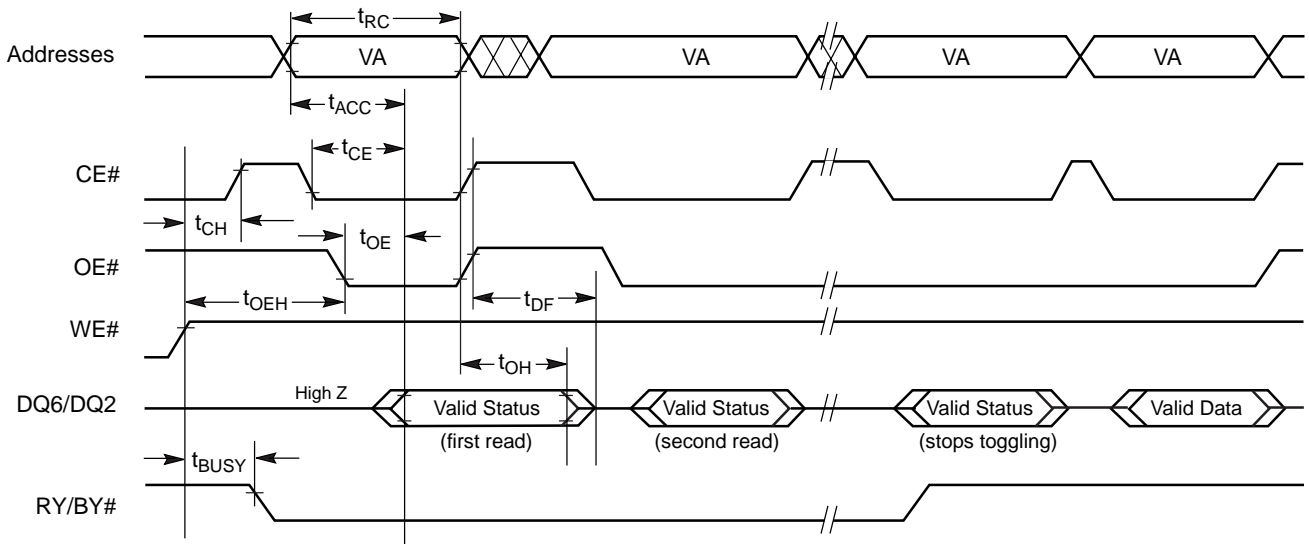 tRC
Addresses VA VA VA VA
tACC
tCE
CE#
tCH tOE
OE#
tOEH tDF
WE#
tOH
High Z
DQ6/DQ2 Valid Status Valid Status Valid Status Valid Data
(first read) (second read) (stops toggling)
tBUSY
RY/BY#